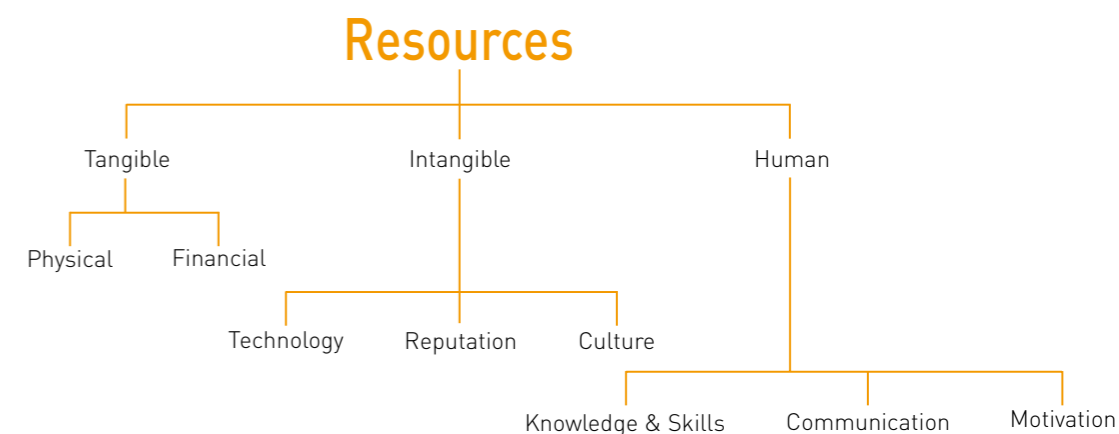 Resources
Tangible
Intangible
Human
Physical
Financial
Technology
Reputation
Culture
Knowledge & Skills
Communication
Motivation